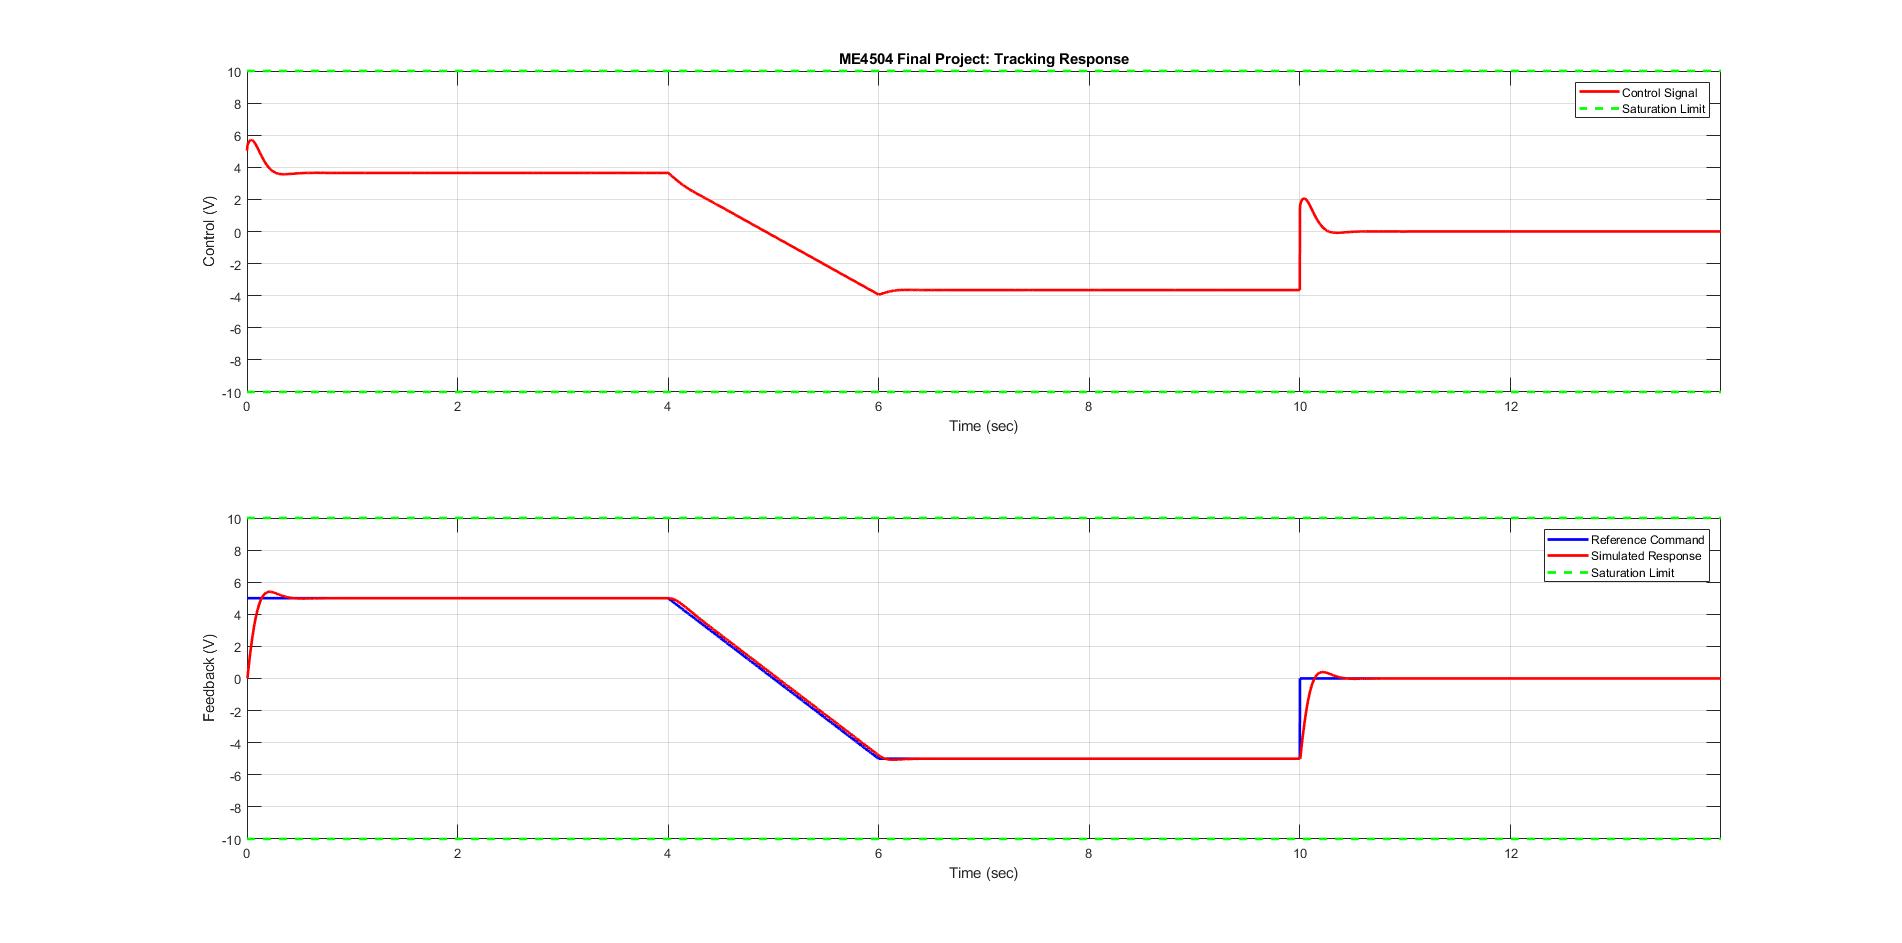 ME4504 Final Project: Tracking Response
10
8
6
4
2
0
-2
-4
-6
-8
-10
Control (V)
Control Signal
Saturation Limit
0 2 4 6 8 10 12
Time (sec)
10
8
6
4
2
0
-2
-4
-6
-8
-10
Feedback (V)
Reference Command
Simulated Response
Saturation Limit
0 2 4 6 8 10 12
Time (sec)